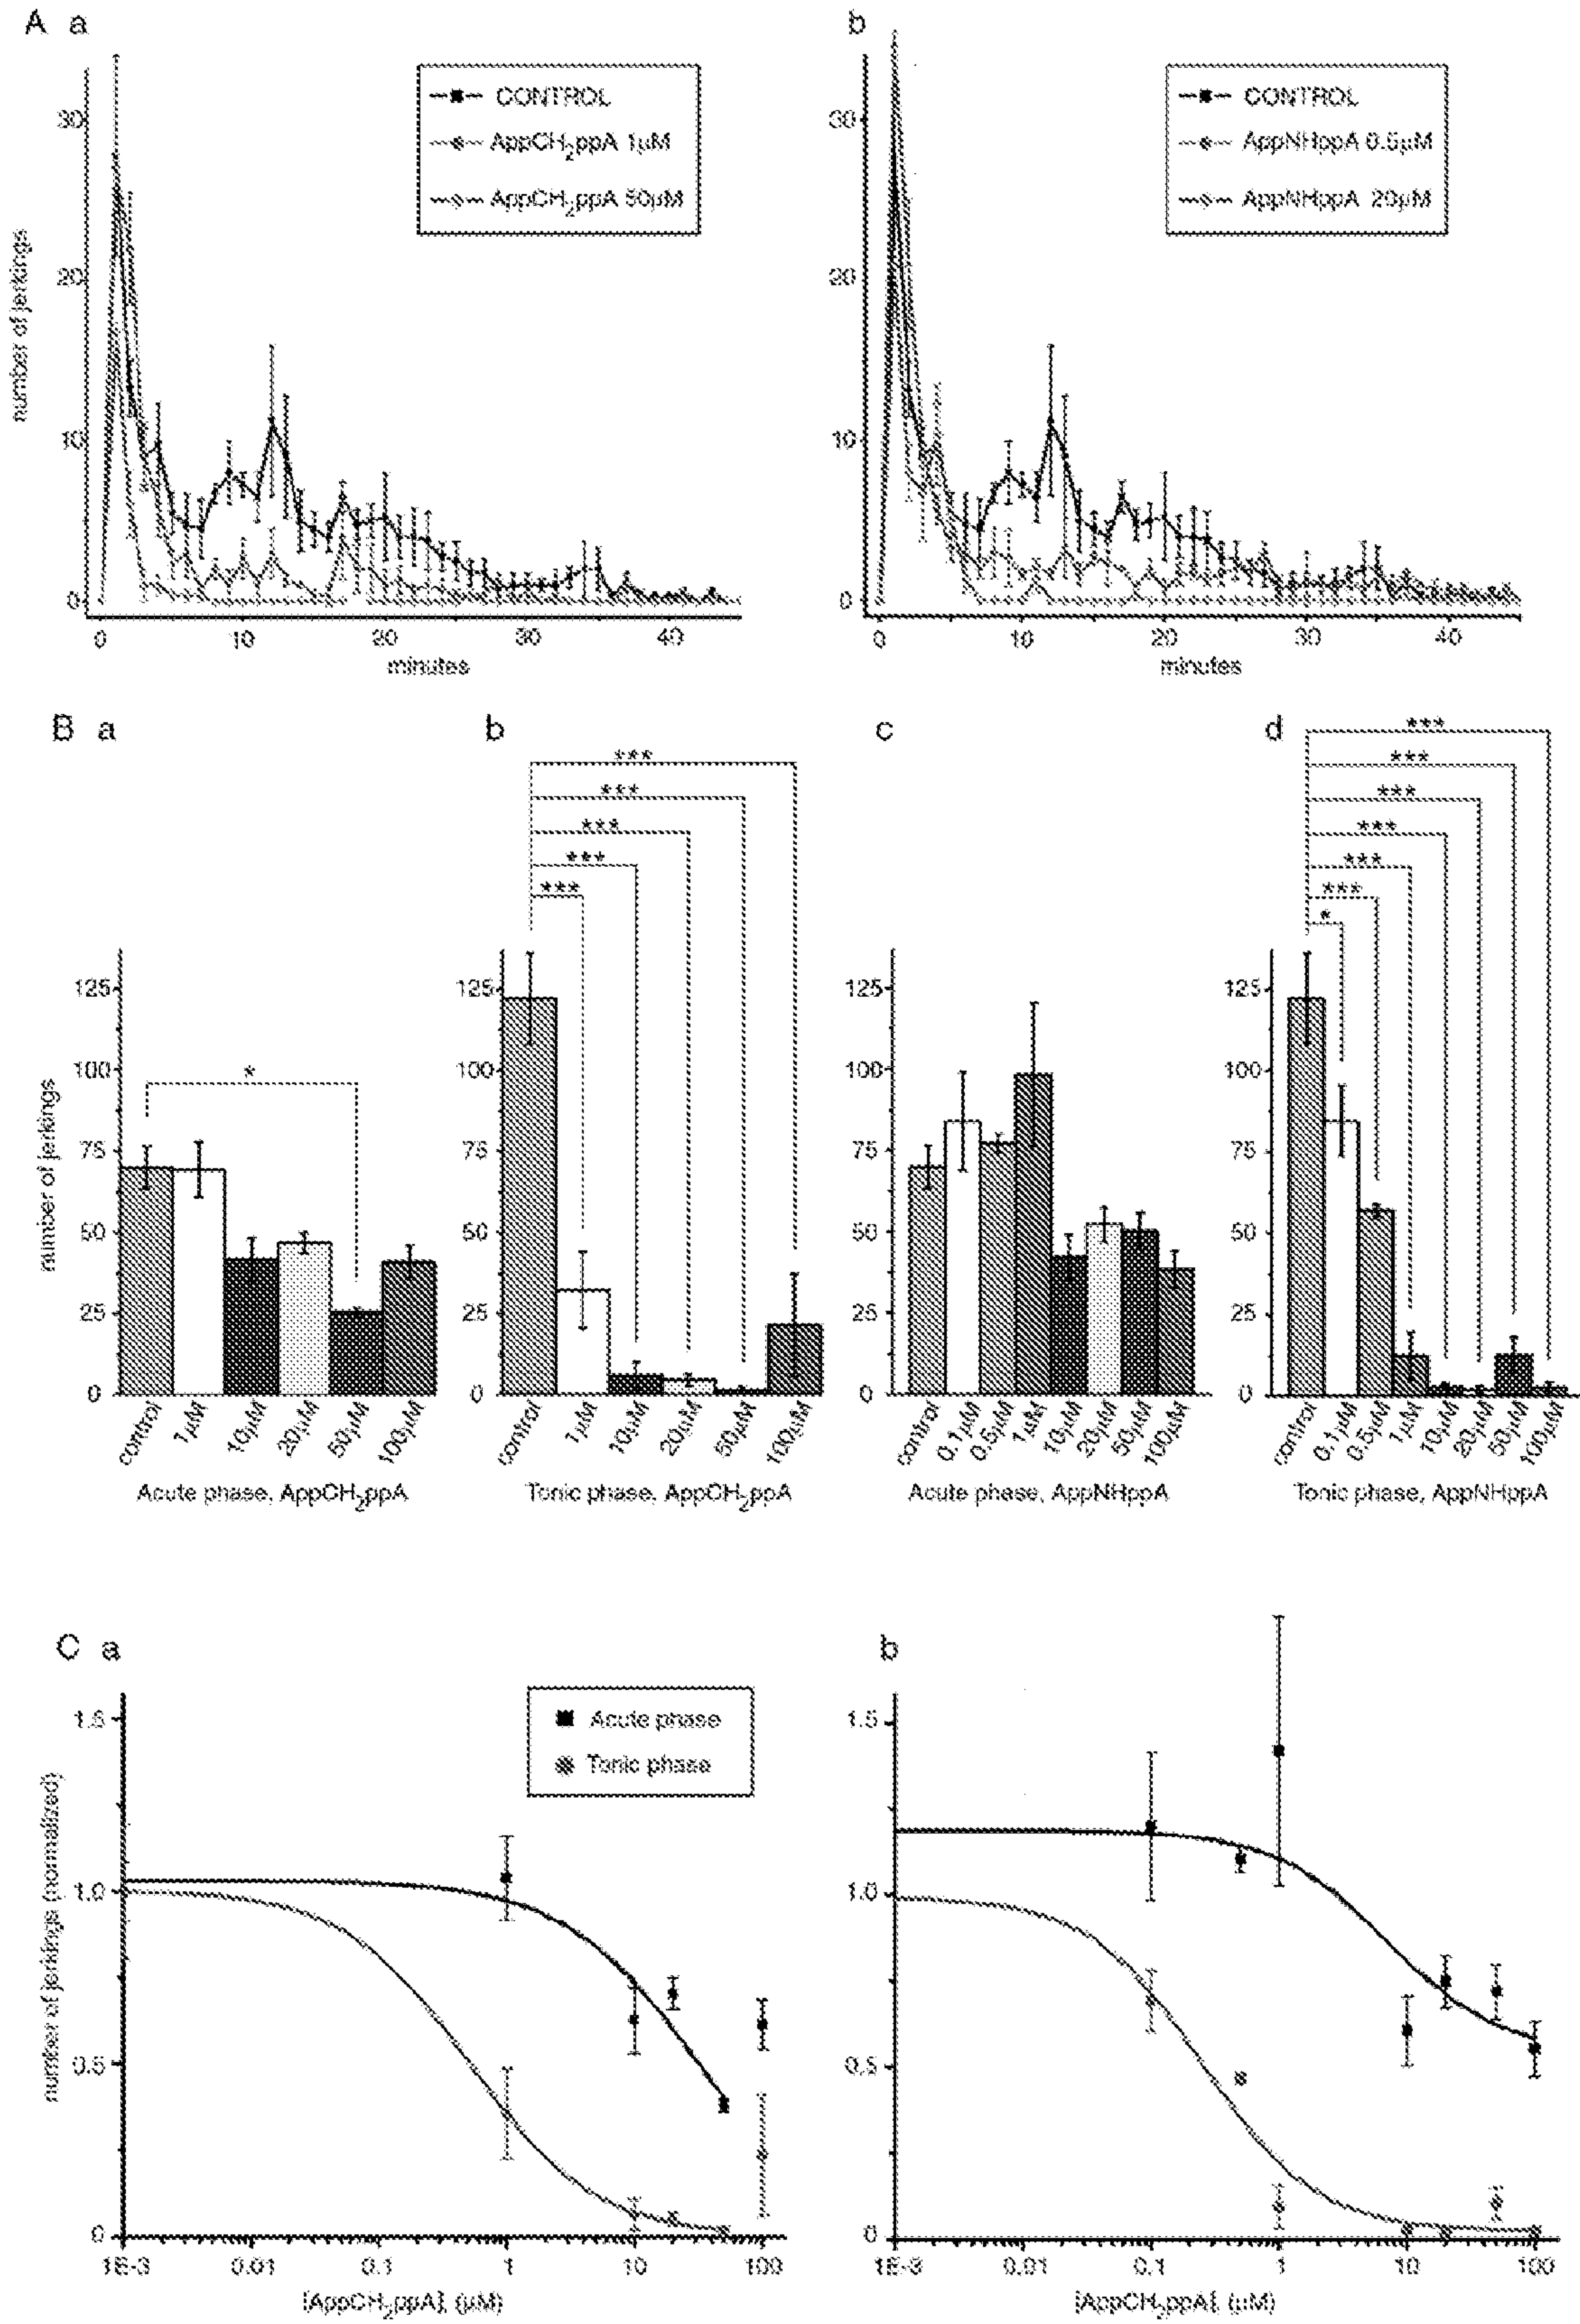 A a
b
CONTROL
AppCH2ppA 1μM
AppCH2ppA 50μM
CONTROL
AppNHppA 0.5μM
AppNHppA 20μM
number of jerkings
30
20
10
0
0 10 20 30 40
minutes
30
20
10
0
0 10 20 30 40
minutes
B a
b
c
d
*
***
***
***
***
***
***
***
***
***
***
***
*
number of jerkings
125
100
75
50
25
0
control 1μM 10μM 20μM 50μM 100μM
Acute phase, AppCH2ppA
125
100
75
50
25
0
control 1μM 10μM 20μM 50μM 100μM
Tonic phase, AppCH2ppA
125
100
75
50
25
0
control 0.1μM 0.5μM 1μM 10μM 20μM 50μM 100μM
Acute phase, AppNHppA
125
100
75
50
25
0
control 0.1μM 0.5μM 1μM 10μM 20μM 50μM 100μM
Tonic phase, AppNHppA
C a
b
Acute phase
Tonic phase
number of jerkings (normalized)
1.5
1.0
0.5
0
1E-3 0.01 0.1 1 10 100
[AppCH2ppA], (μM)
1.5
1.0
0.5
0
1E-3 0.01 0.1 1 10 100
[AppCH2ppA], (μM)